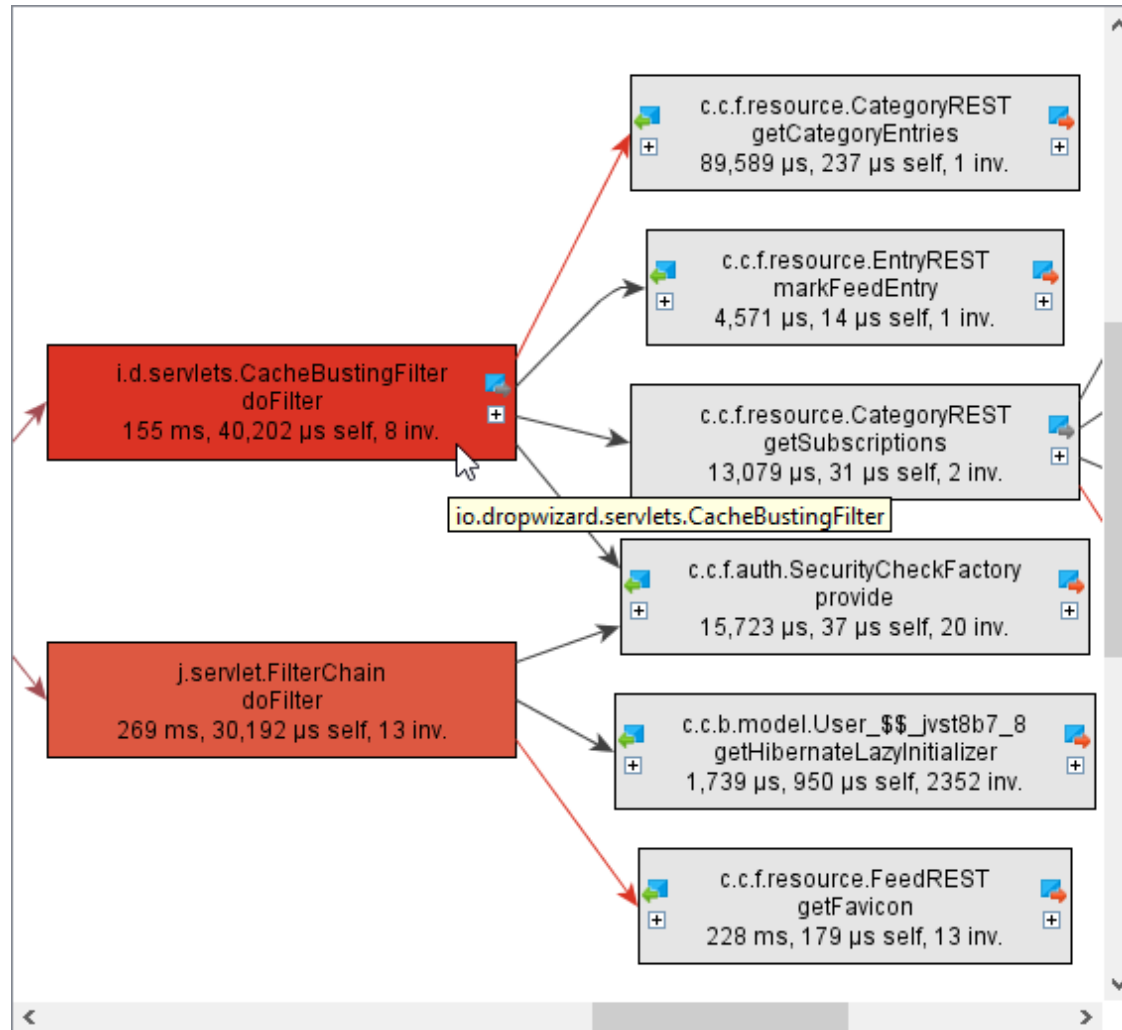 c.c.f.resource.CategoryREST
getCategoryEntries
89,589 µs, 237 µs self, 1 inv.
c.c.f.resource.EntryREST
markFeedEntry
4,571 µs, 14 µs self, 1 inv.
i.d.servlets.CacheBustingFilter
doFilter
155 ms, 40,202 µs self, 8 inv.
c.c.f.resource.CategoryREST
getSubscriptions
13,079 µs, 31 µs self, 2 inv.
io.dropwizard.servlets.CacheBustingFilter
c.c.f.auth.SecurityCheckFactory
provide
15,723 µs, 37 µs self, 20 inv.
j.servlet.FilterChain
doFilter
269 ms, 30,192 µs self, 13 inv.
c.c.b.model.User_$$_jvst8b7_8
getHibernateLazyInitializer
1,739 µs, 950 µs self, 2352 inv.
c.c.f.resource.FeedREST
getFavicon
228 ms, 179 µs self, 13 inv.